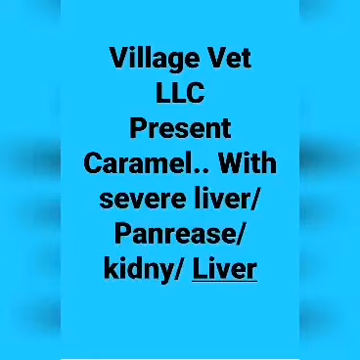 Village Vet
LLC
Present
Caramel.. With
severe liver/
Panrease/
kidny/ Liver